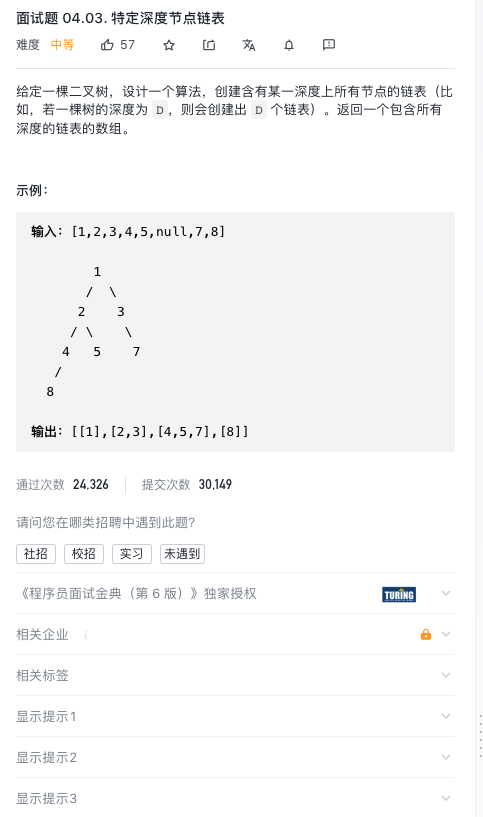 面试题 04.03. 特定深度节点链表
难度 中等 57
给定一棵二叉树，设计一个算法，创建含有某一深度上所有节点的链表（比
如，若一棵树的深度为 D ，则会创建出 D 个链表）。返回一个包含所有
深度的链表的数组。
示例：
输入：[1,2,3,4,5,null,7,8]
1
/ \
2 3
/ \ \
4 5 7
/
8
输出：[[1],[2,3],[4,5,7],[8]]
通过次数 24,326 提交次数 30,149
请问您在哪类招聘中遇到此题?
社招 校招 实习 未遇到
《程序员面试金典（第 6 版）》独家授权 TURING
相关企业 i
相关标签
显示提示1
显示提示2
显示提示3